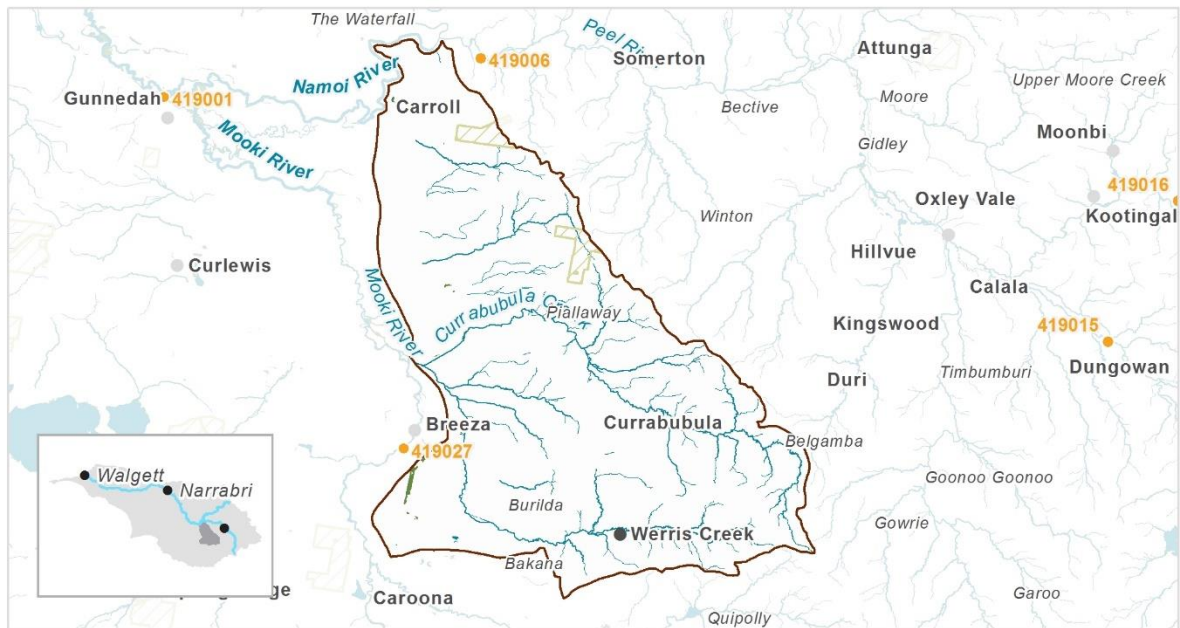 The Waterfall
Peel Ri
419006
Somerton
Attunga
Namoi River
Upper Moore Creek
Gunnedah
419001
Carroll
Bective
Moore
Mooki River
Moonbi
Gidley
419016
Oxley Vale
Kootingal
Winton
Hillvue
Curlewis
Calala
Mooki River
Currabubula
Piallaway
Kingswood
419015
Dungowan
Duri
Timbumburi
Breeza
Currabubula
Belgamba
419027
Goonoo Goonoo
Walgett
Narrabri
Burilda
Gowrie
Werris Creek
Bakana
Caroona
Garoo
Quipolly